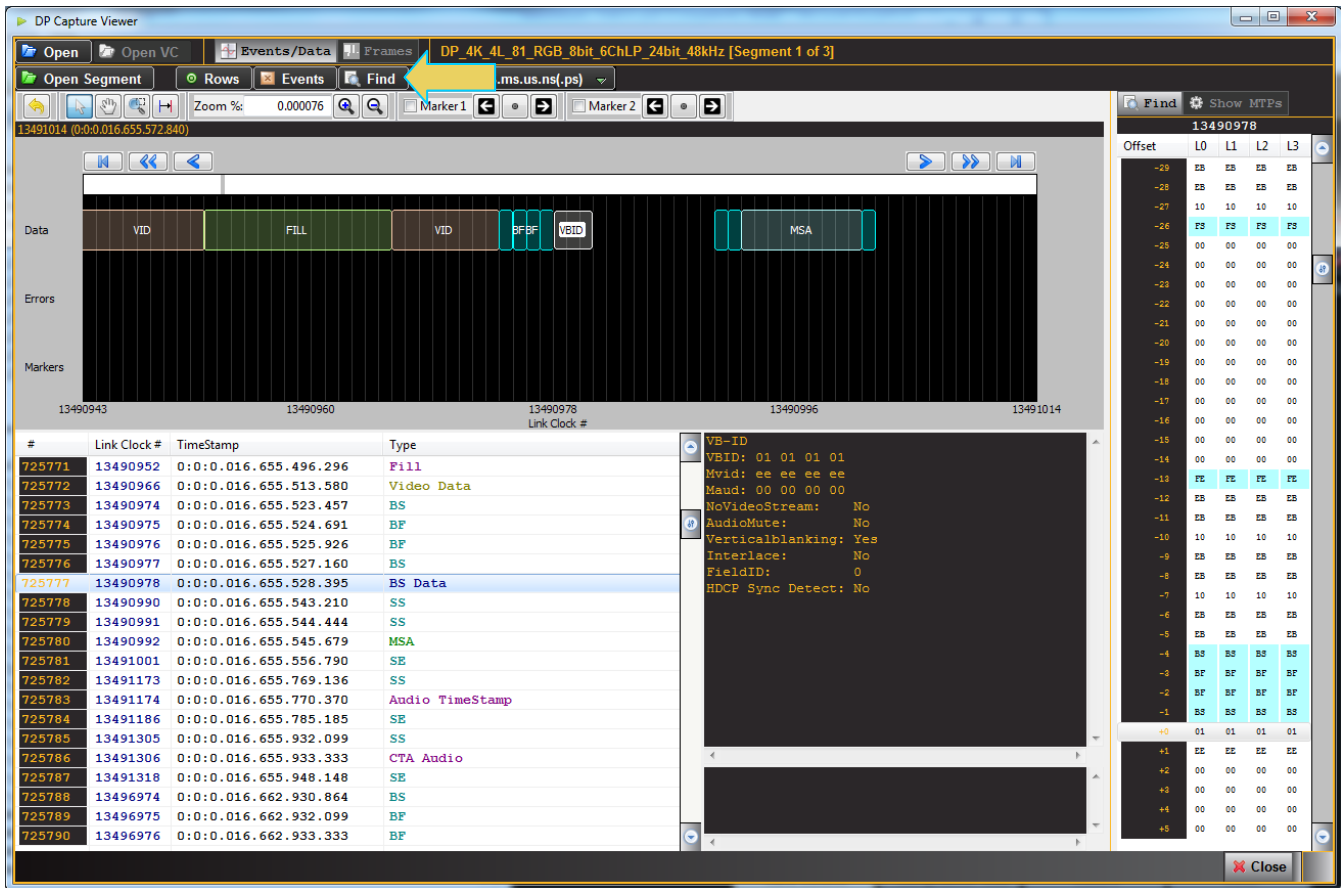 DP Capture Viewer
Open Open VC Events/Data Frames DP_4K_4L_81_RGB_8bit_6ChLP_24bit_48kHz [Segment 1 of 3]
Open Segment Rows Events Find .ms.us.ns(.ps)
Zoom %: 0.000076 Marker 1 Marker 2 Find Show MTPs
13491014 (0:0:0.016.655.572.840)
Data VID FILL VID BF BF VBID MSA
Errors
Markers
13490943 13490960 13490978 13490996 13491014
Link Clock #
# Link Clock # TimeStamp Type
725771 13490952 0:0:0.016.655.496.296 Fill
725772 13490966 0:0:0.016.655.513.580 Video Data
725773 13490974 0:0:0.016.655.523.457 BS
725774 13490975 0:0:0.016.655.524.691 BF
725775 13490976 0:0:0.016.655.525.926 BF
725776 13490977 0:0:0.016.655.527.160 BS
725777 13490978 0:0:0.016.655.528.395 BS Data
725778 13490990 0:0:0.016.655.543.210 SS
725779 13490991 0:0:0.016.655.544.444 SS
725780 13490992 0:0:0.016.655.545.679 MSA
725781 13491001 0:0:0.016.655.556.790 SE
725782 13491173 0:0:0.016.655.769.136 SS
725783 13491174 0:0:0.016.655.770.370 Audio TimeStamp
725784 13491186 0:0:0.016.655.785.185 SE
725785 13491305 0:0:0.016.655.932.099 SS
725786 13491306 0:0:0.016.655.933.333 CTA Audio
725787 13491318 0:0:0.016.655.948.148 SE
725788 13496974 0:0:0.016.662.930.864 BS
725789 13496975 0:0:0.016.662.932.099 BF
725790 13496976 0:0:0.016.662.933.333 BF
VB-ID
VBID: 01 01 01 01
Mvid: ee ee ee ee
Maud: 00 00 00 00
NoVideoStream: No
AudioMute: No
Verticalblanking: Yes
Interlace: No
FieldID: 0
HDCP Sync Detect: No
13490978
Offset L0 L1 L2 L3
-29 EB EB EB EB
-28 EB EB EB EB
-27 10 10 10 10
-26 FS FS FS FS
-25 00 00 00 00
-24 00 00 00 00
-23 00 00 00 00
-22 00 00 00 00
-21 00 00 00 00
-20 00 00 00 00
-19 00 00 00 00
-18 00 00 00 00
-17 00 00 00 00
-16 00 00 00 00
-15 00 00 00 00
-14 00 00 00 00
-13 FE FE FE FE
-12 EB EB EB EB
-11 EB EB EB EB
-10 10 10 10 10
-9 EB EB EB EB
-8 EB EB EB EB
-7 10 10 10 10
-6 EB EB EB EB
-5 EB EB EB EB
-4 BS BS BS BS
-3 BF BF BF BF
-2 BF BF BF BF
-1 BS BS BS BS
+0 01 01 01 01
+1 EE EE EE EE
+2 00 00 00 00
+3 00 00 00 00
+4 00 00 00 00
+5 00 00 00 00
Close